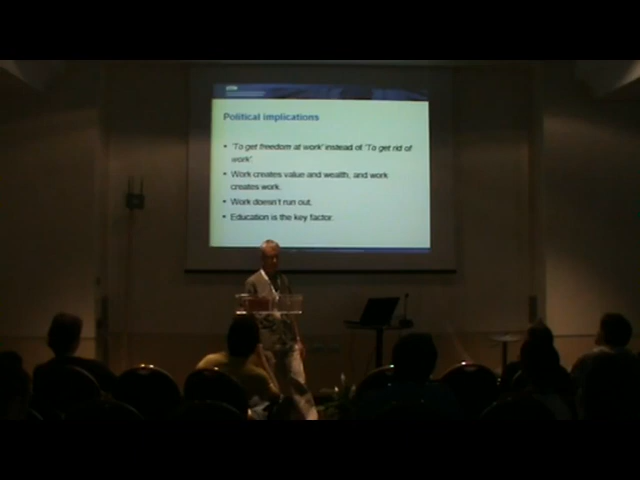 Political implications
• 'To get freedom at work' instead of 'To get rid of
work'.
• Work creates value and wealth, and work
creates work.
• Work doesn't run out.
• Education is the key factor.